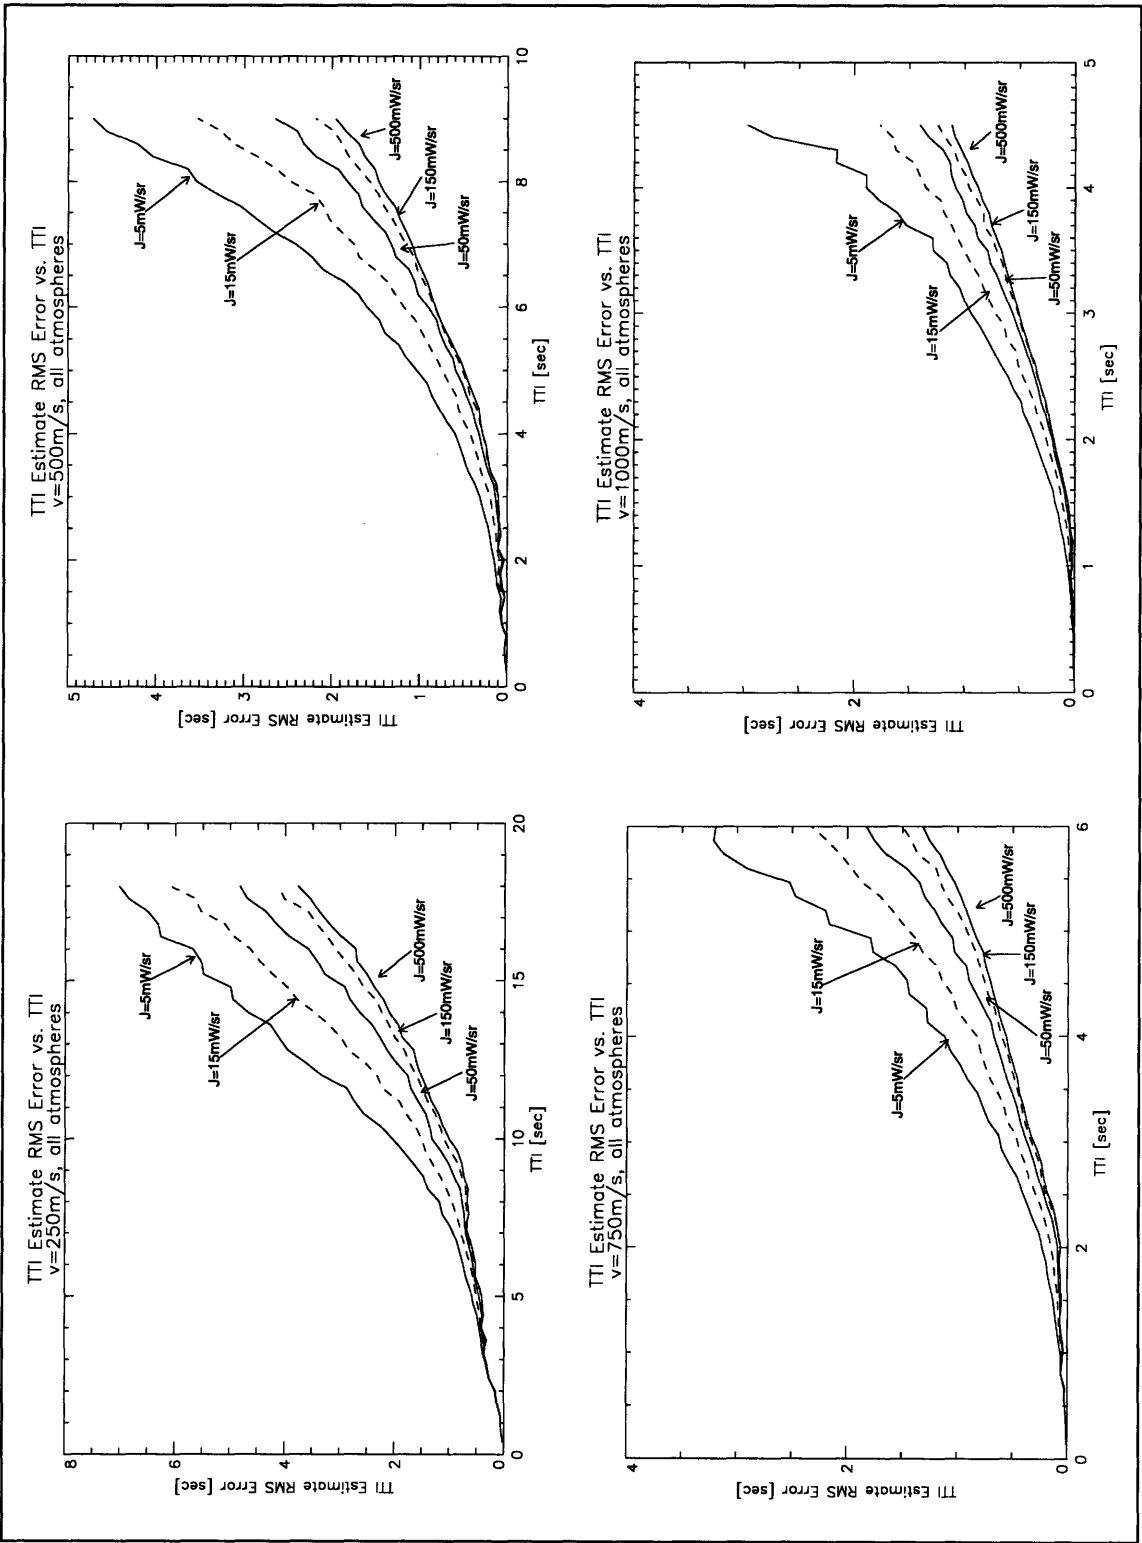 TTI Estimate RMS Error vs. TTI
v=250m/s, all atmospheres
TTI Estimate RMS Error [sec]
8
6
4
2
0
0
5
10
15
20
TTI [sec]
J=5mW/sr
J=15mW/sr
J=50mW/sr
J=150mW/sr
J=500mW/sr
TTI Estimate RMS Error vs. TTI
v=500m/s, all atmospheres
TTI Estimate RMS Error [sec]
5
4
3
2
1
0
0
2
4
6
8
10
TTI [sec]
J=5mW/sr
J=15mW/sr
J=50mW/sr
J=150mW/sr
J=500mW/sr
TTI Estimate RMS Error vs. TTI
v=750m/s, all atmospheres
TTI Estimate RMS Error [sec]
4
2
0
0
2
4
6
TTI [sec]
J=5mW/sr
J=15mW/sr
J=50mW/sr
J=150mW/sr
J=500mW/sr
TTI Estimate RMS Error vs. TTI
v=1000m/s, all atmospheres
TTI Estimate RMS Error [sec]
4
2
0
0
1
2
3
4
5
TTI [sec]
J=5mW/sr
J=15mW/sr
J=50mW/sr
J=150mW/sr
J=500mW/sr